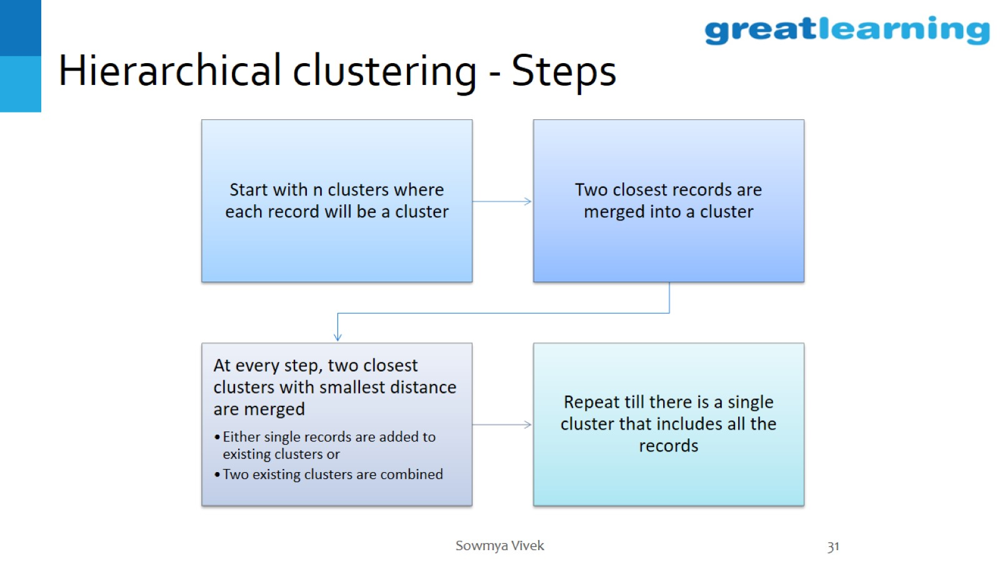 greatlearning
Hierarchical clustering - Steps
Start with n clusters where
each record will be a cluster
Two closest records are
merged into a cluster
At every step, two closest
clusters with smallest distance
are merged
• Either single records are added to
existing clusters or
• Two existing clusters are combined
Repeat till there is a single
cluster that includes all the
records
Sowmya Vivek
31